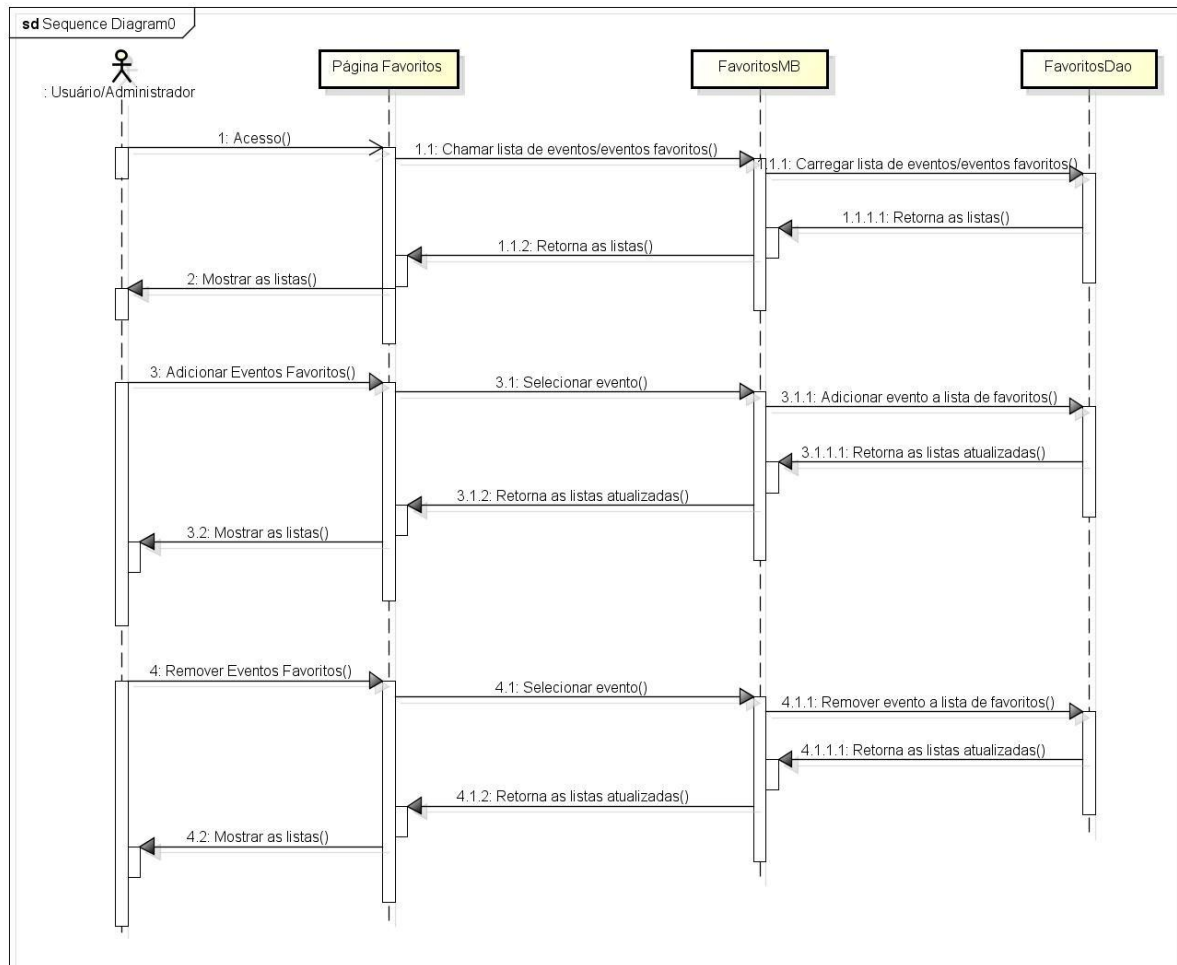 sd Sequence Diagram0
: Usuário/Administrador
Página Favoritos
FavoritosMB
FavoritosDao
1: Acesso()
1.1: Chamar lista de eventos/eventos favoritos()
1.1.1: Carregar lista de eventos/eventos favoritos()
1.1.1.1: Retorna as listas()
1.1.2: Retorna as listas()
2: Mostrar as listas()
3: Adicionar Eventos Favoritos()
3.1: Selecionar evento()
3.1.1: Adicionar evento a lista de favoritos()
3.1.1.1: Retorna as listas atualizadas()
3.1.2: Retorna as listas atualizadas()
3.2: Mostrar as listas()
4: Remover Eventos Favoritos()
4.1: Selecionar evento()
4.1.1: Remover evento a lista de favoritos()
4.1.1.1: Retorna as listas atualizadas()
4.1.2: Retorna as listas atualizadas()
4.2: Mostrar as listas()